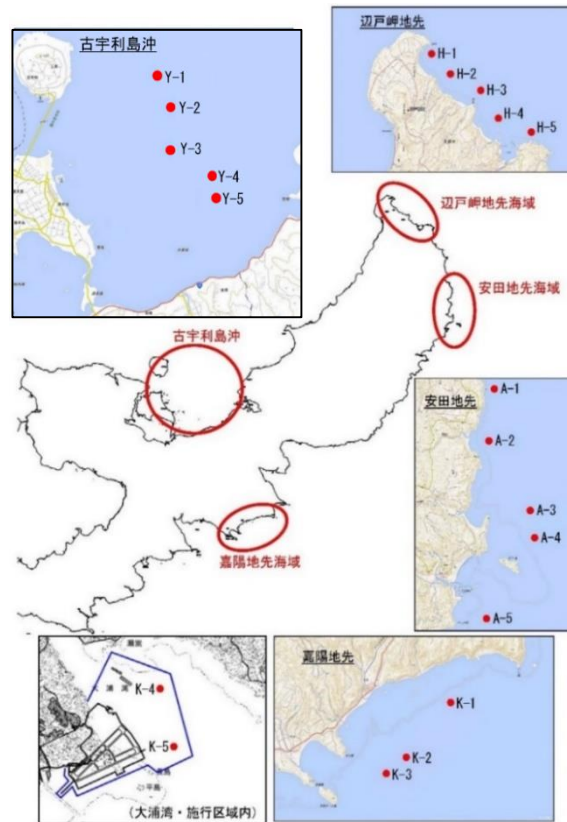 古宇利島沖
Y-1
Y-2
Y-3
Y-4
Y-5
辺戸岬地先
H-1
H-2
H-3
H-4
H-5
辺戸岬地先海域
安田地先海域
古宇利島沖
嘉陽地先海域
安田地先
A-1
A-2
A-3
A-4
A-5
K-4
K-5
平島
(大浦湾・施行区域内)
嘉陽地先
K-1
K-2
K-3